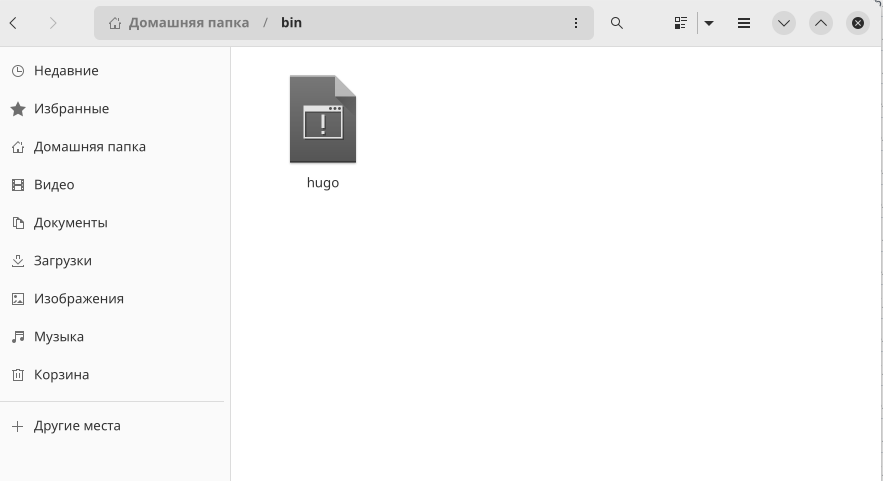 Домашняя папка / bin
Недавние
Избранные
Домашняя папка
Видео
Документы
Загрузки
Изображения
Музыка
Корзина
Другие места
hugo